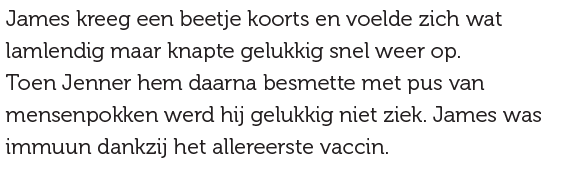 James kreeg een beetje koorts en voelde zich wat
lamlendig maar knapte gelukkig snel weer op.
Toen Jenner hem daarna besmette met pus van
mensenpokken werd hij gelukkig niet ziek. James was
immuun dankzij het allereerste vaccin.